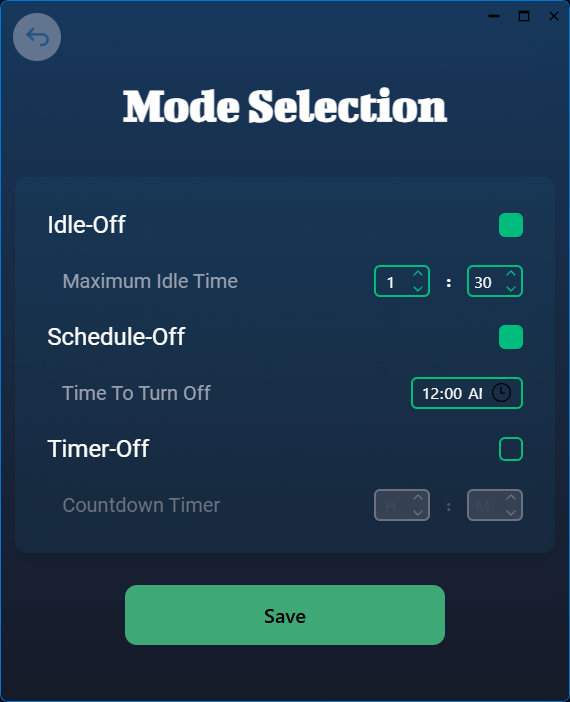 Mode Selection
Idle-Off
Maximum Idle Time 1 : 30
Schedule-Off
Time To Turn Off 12:00 AI
Timer-Off
Countdown Timer H : M
Save